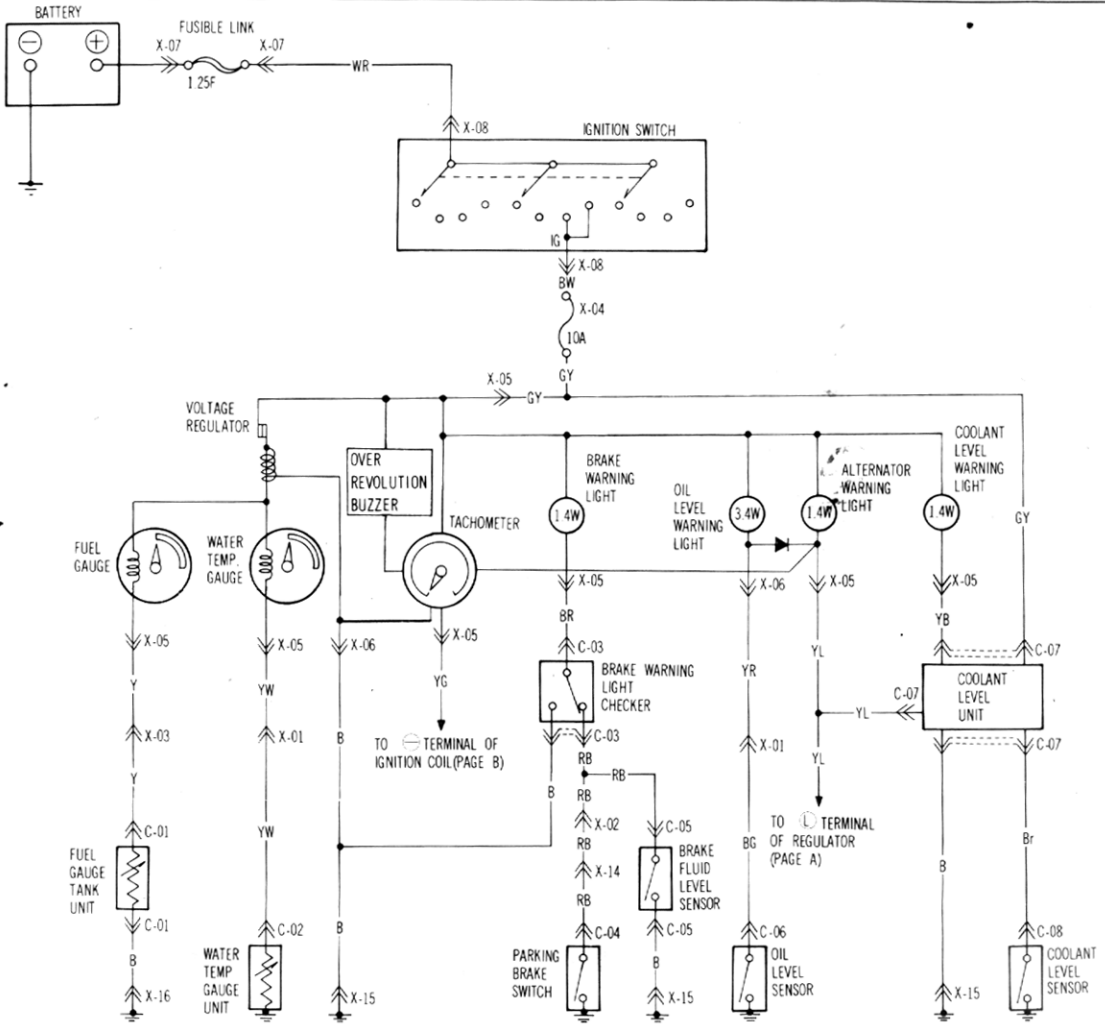 BATTERY
FUSIBLE LINK
− +
X-07
X-07
1.25F
WR
X-08
IGNITION SWITCH
IG
X-08
BW
X-04
10A
GY
X-05
GY
VOLTAGE
REGULATOR
OVER
REVOLUTION
BUZZER
TACHOMETER
BRAKE
WARNING
LIGHT
1.4W
OIL
LEVEL
WARNING
LIGHT
3.4W
ALTERNATOR
WARNING
LIGHT
1.4W
COOLANT
LEVEL
WARNING
LIGHT
1.4W
GY
FUEL
GAUGE
WATER
TEMP.
GAUGE
X-05
X-05
X-06
X-05
X-05
X-06
X-05
X-05
BR
YB
YL
C-03
C-07
Y
YW
YG
YR
BRAKE WARNING
LIGHT
CHECKER
COOLANT
LEVEL
UNIT
C-07
YL
X-03
X-01
B
TO − TERMINAL OF
IGNITION COIL(PAGE B)
C-03
X-01
C-07
RB
RB
YL
Y
B
RB
X-02
TO L TERMINAL
OF REGULATOR
(PAGE A)
C-01
YW
RB
C-05
BG
Br
FUEL
GAUGE
TANK
UNIT
X-14
BRAKE
FLUID
LEVEL
SENSOR
B
RB
C-01
C-02
B
C-04
C-05
C-06
C-08
B
WATER
TEMP
GAUGE
UNIT
PARKING
BRAKE
SWITCH
B
OIL
LEVEL
SENSOR
COOLANT
LEVEL
SENSOR
X-16
X-15
X-15
X-15